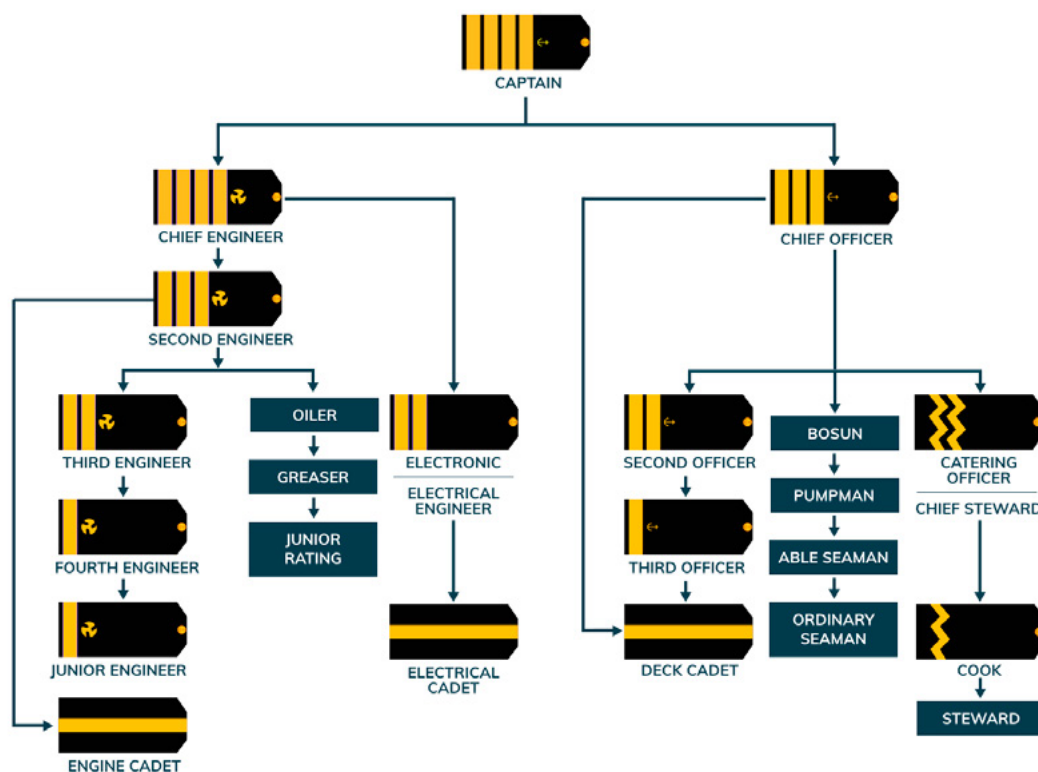 CAPTAIN
CHIEF ENGINEER
CHIEF OFFICER
SECOND ENGINEER
OILER
GREASER
JUNIOR
RATING
THIRD ENGINEER
FOURTH ENGINEER
JUNIOR ENGINEER
ENGINE CADET
ELECTRONIC
ELECTRICAL
ENGINEER
ELECTRICAL
CADET
SECOND OFFICER
THIRD OFFICER
DECK CADET
BOSUN
PUMPMAN
ABLE SEAMAN
ORDINARY
SEAMAN
CATERING
OFFICER
CHIEF STEWARD
COOK
STEWARD